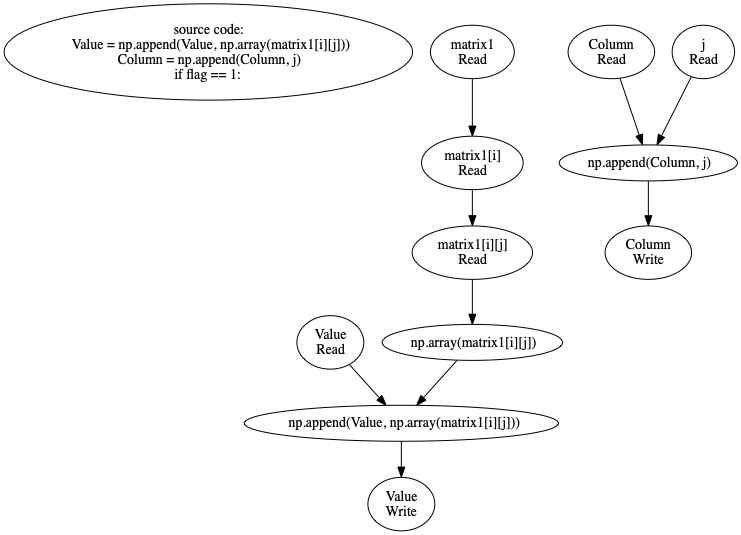 source code:
Value = np.append(Value, np.array(matrix1[i][j]))
Column = np.append(Column, j)
if flag == 1:
matrix1
Read
Column
Read
j
Read
matrix1[i]
Read
np.append(Column, j)
matrix1[i][j]
Read
Column
Write
Value
Read
np.array(matrix1[i][j])
np.append(Value, np.array(matrix1[i][j]))
Value
Write